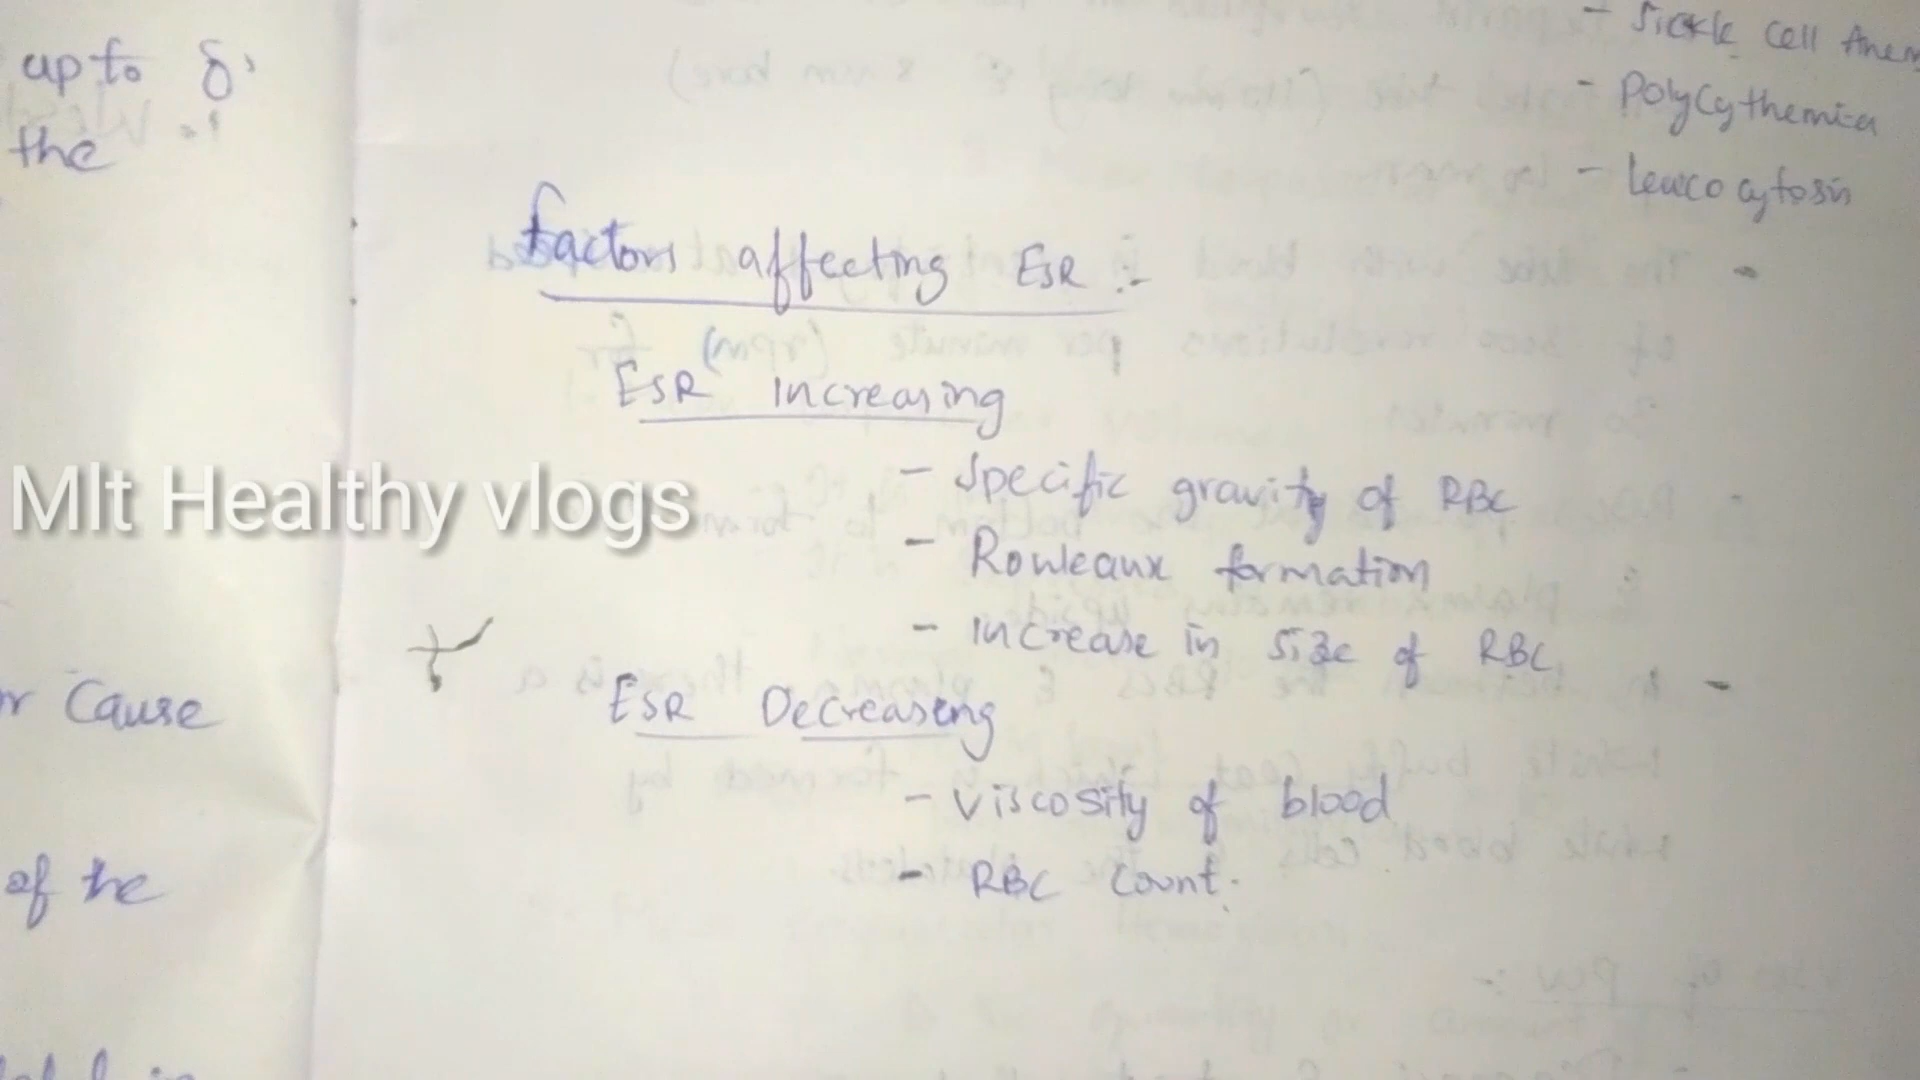 up to 8'
the
- Sickle cell Anem
- Polycythemia
- Leucocytosis
Factors affecting ESR :-
ESR Increasing
- Specific gravity of RBC
- Rouleaux formation
- Increase in size of RBC
ESR Decreasing
- Viscosity of blood
- RBC Count.
Mlt Healthy vlogs
Cause
of the